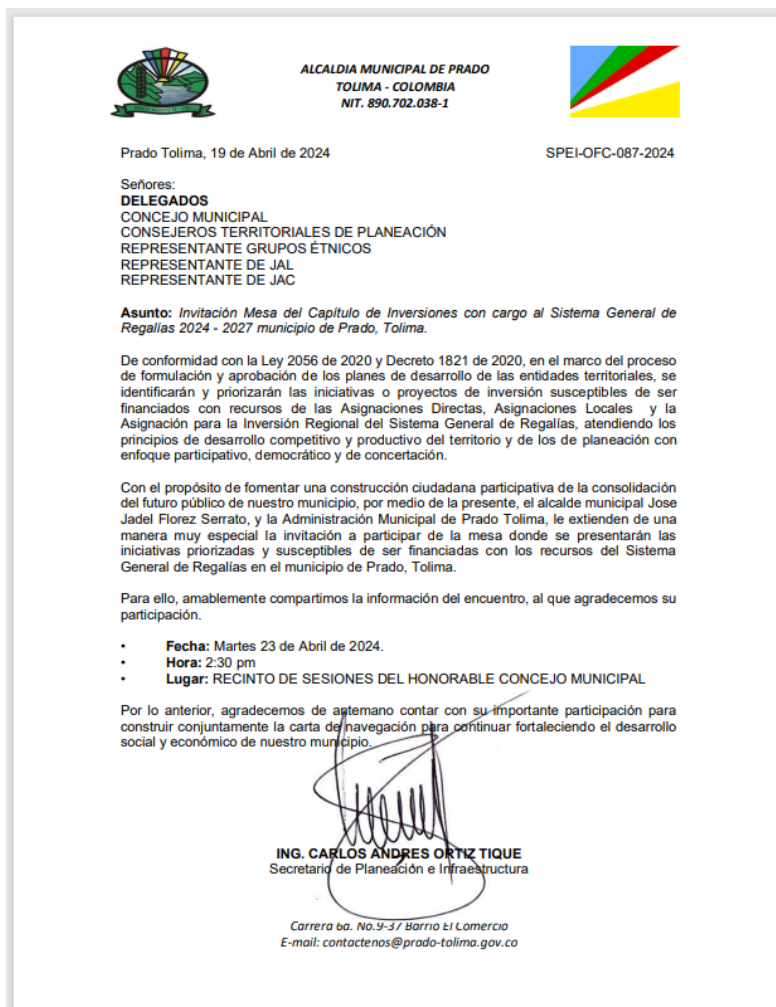 ALCALDIA MUNICIPAL DE PRADO
TOLIMA - COLOMBIA
NIT. 890.702.038-1
Prado Tolima, 19 de Abril de 2024 SPEI-OFC-087-2024
Señores:
DELEGADOS
CONCEJO MUNICIPAL
CONSEJEROS TERRITORIALES DE PLANEACIÓN
REPRESENTANTE GRUPOS ÉTNICOS
REPRESENTANTE DE JAL
REPRESENTANTE DE JAC
Asunto: Invitación Mesa del Capítulo de Inversiones con cargo al Sistema General de
Regalías 2024 - 2027 municipio de Prado, Tolima.
De conformidad con la Ley 2056 de 2020 y Decreto 1821 de 2020, en el marco del proceso
de formulación y aprobación de los planes de desarrollo de las entidades territoriales, se
identificarán y priorizarán las iniciativas o proyectos de inversión susceptibles de ser
financiados con recursos de las Asignaciones Directas, Asignaciones Locales y la
Asignación para la Inversión Regional del Sistema General de Regalías, atendiendo los
principios de desarrollo competitivo y productivo del territorio y de los de planeación con
enfoque participativo, democrático y de concertación.
Con el propósito de fomentar una construcción ciudadana participativa de la consolidación
del futuro público de nuestro municipio, por medio de la presente, el alcalde municipal Jose
Jadel Florez Serrato, y la Administración Municipal de Prado Tolima, le extienden de una
manera muy especial la invitación a participar de la mesa donde se presentarán las
iniciativas priorizadas y susceptibles de ser financiadas con los recursos del Sistema
General de Regalías en el municipio de Prado, Tolima.
Para ello, amablemente compartimos la información del encuentro, al que agradecemos su
participación.
• Fecha: Martes 23 de Abril de 2024.
• Hora: 2:30 pm
• Lugar: RECINTO DE SESIONES DEL HONORABLE CONCEJO MUNICIPAL
Por lo anterior, agradecemos de antemano contar con su importante participación para
construir conjuntamente la carta de navegación para continuar fortaleciendo el desarrollo
social y económico de nuestro municipio.
ING. CARLOS ANDRES ORTIZ TIQUE
Secretario de Planeación e Infraestructura
Carrera 6a. No.9-37 Barrio El Comercio
E-mail: contactenos@prado-tolima.gov.co